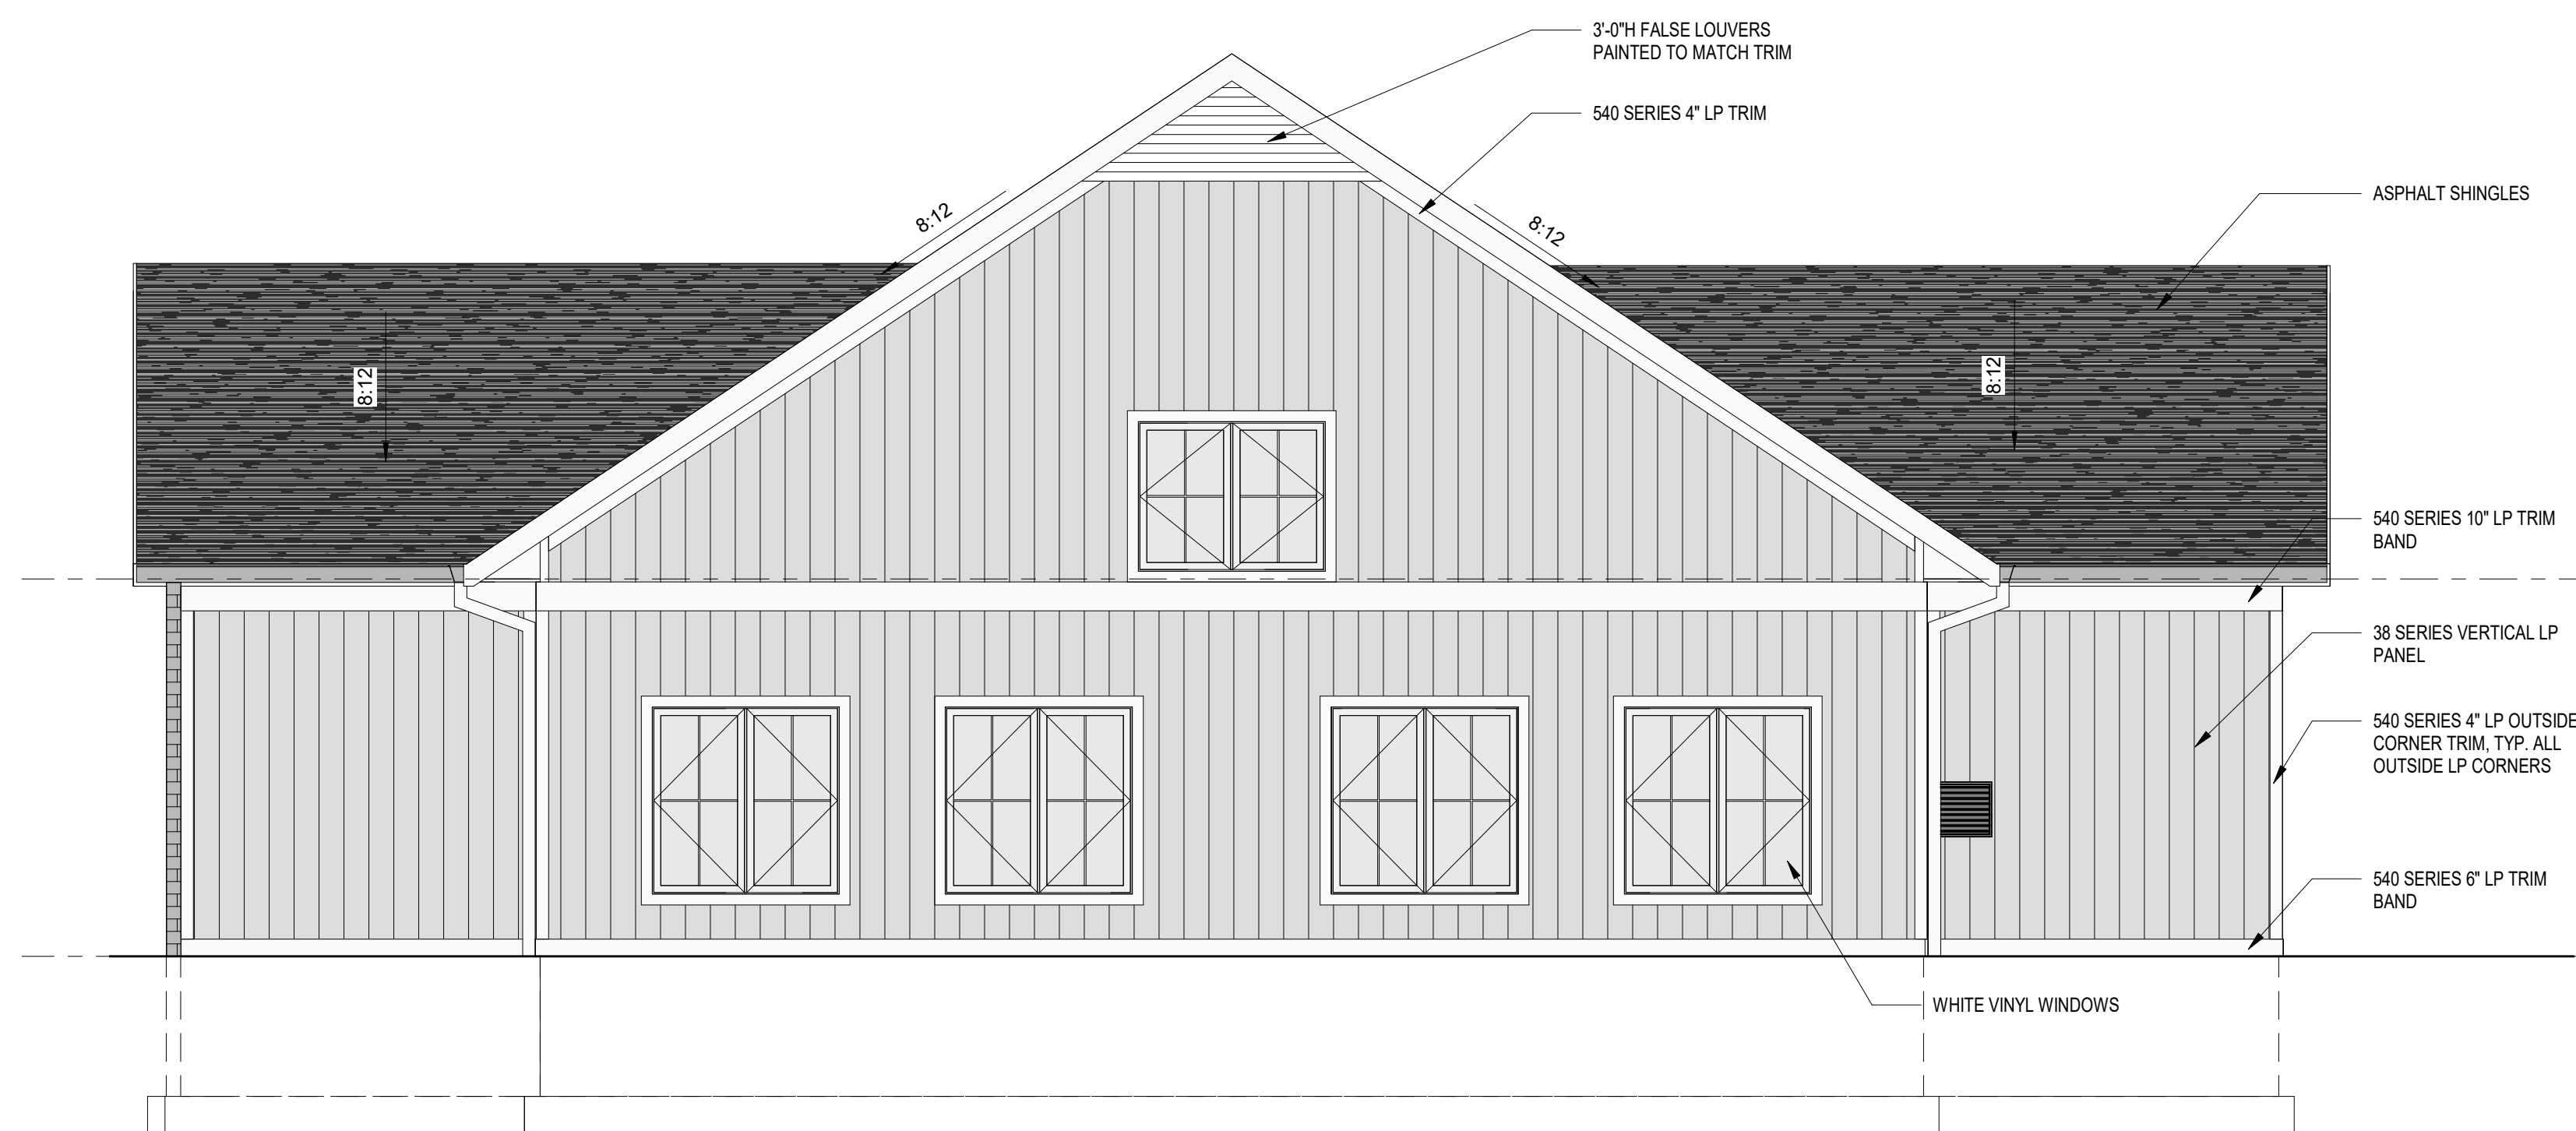 3'-0"H FALSE LOUVERS
PAINTED TO MATCH TRIM
540 SERIES 4" LP TRIM
ASPHALT SHINGLES
8:12
8:12
8:12
8:12
540 SERIES 10" LP TRIM
BAND
38 SERIES VERTICAL LP
PANEL
540 SERIES 4" LP OUTSIDE
CORNER TRIM, TYP. ALL
OUTSIDE LP CORNERS
540 SERIES 6" LP TRIM
BAND
WHITE VINYL WINDOWS